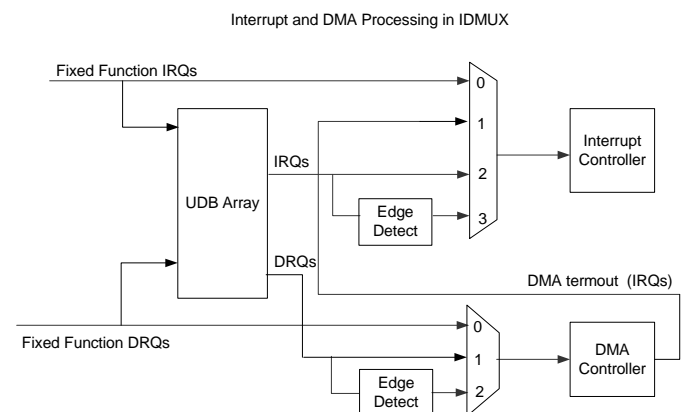 Interrupt and DMA Processing in IDMUX
Fixed Function IRQs
0
1
Interrupt
Controller
IRQs
2
UDB Array
Edge
Detect
3
DRQs
DMA termout (IRQs)
0
Fixed Function DRQs
1
DMA
Controller
Edge
Detect
2